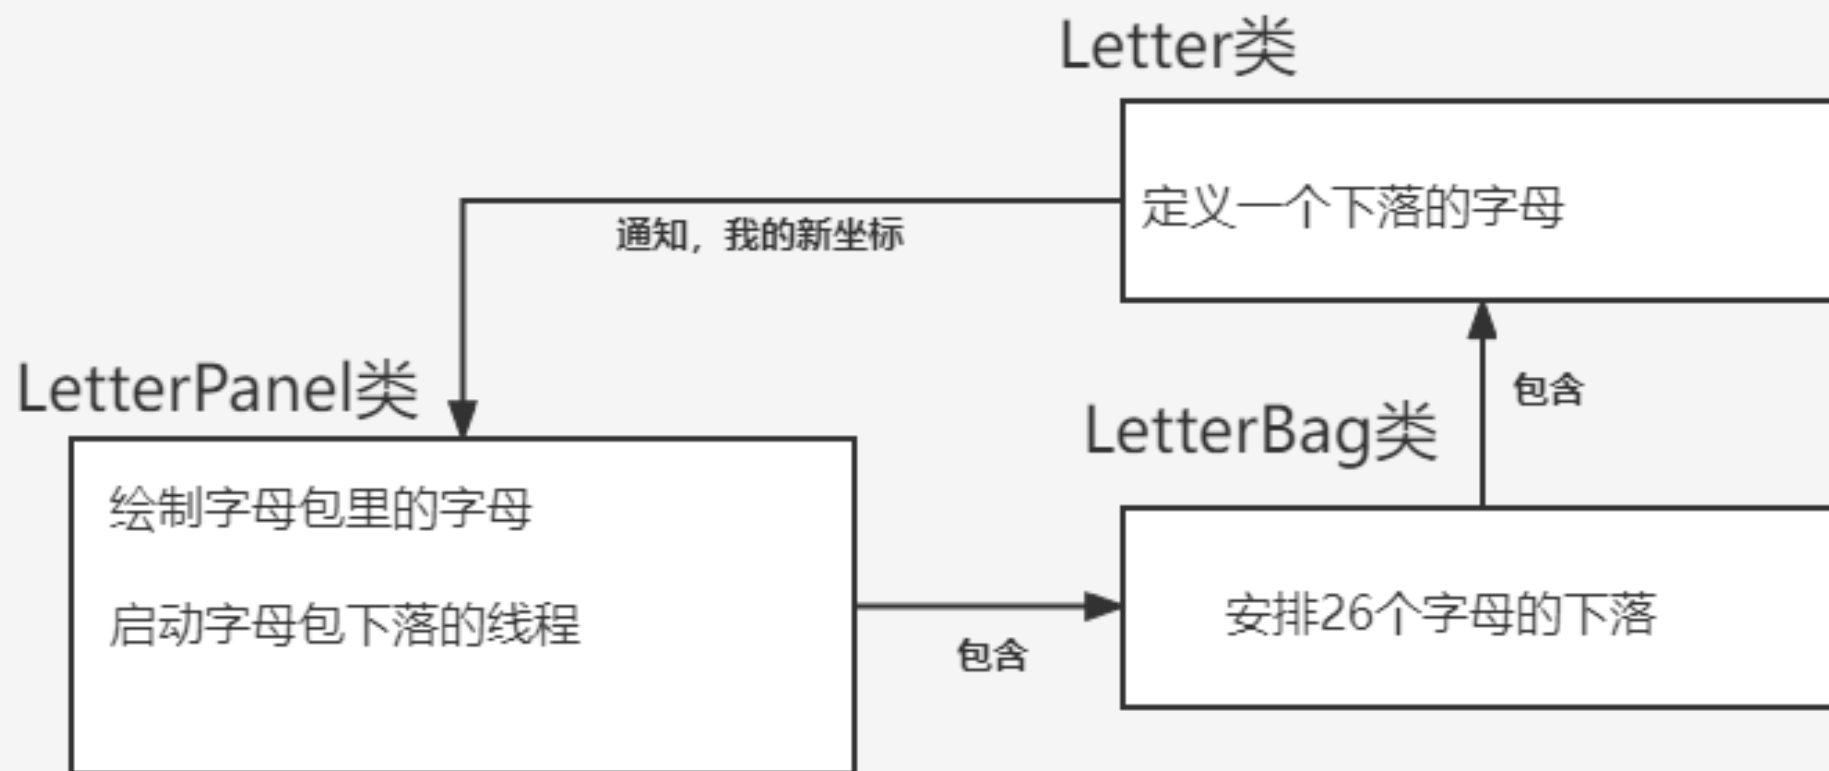 Letter类
定义一个下落的字母
通知，我的新坐标
LetterPanel类
包含
LetterBag类
绘制字母包里的字母
启动字母包下落的线程
安排26个字母的下落
包含